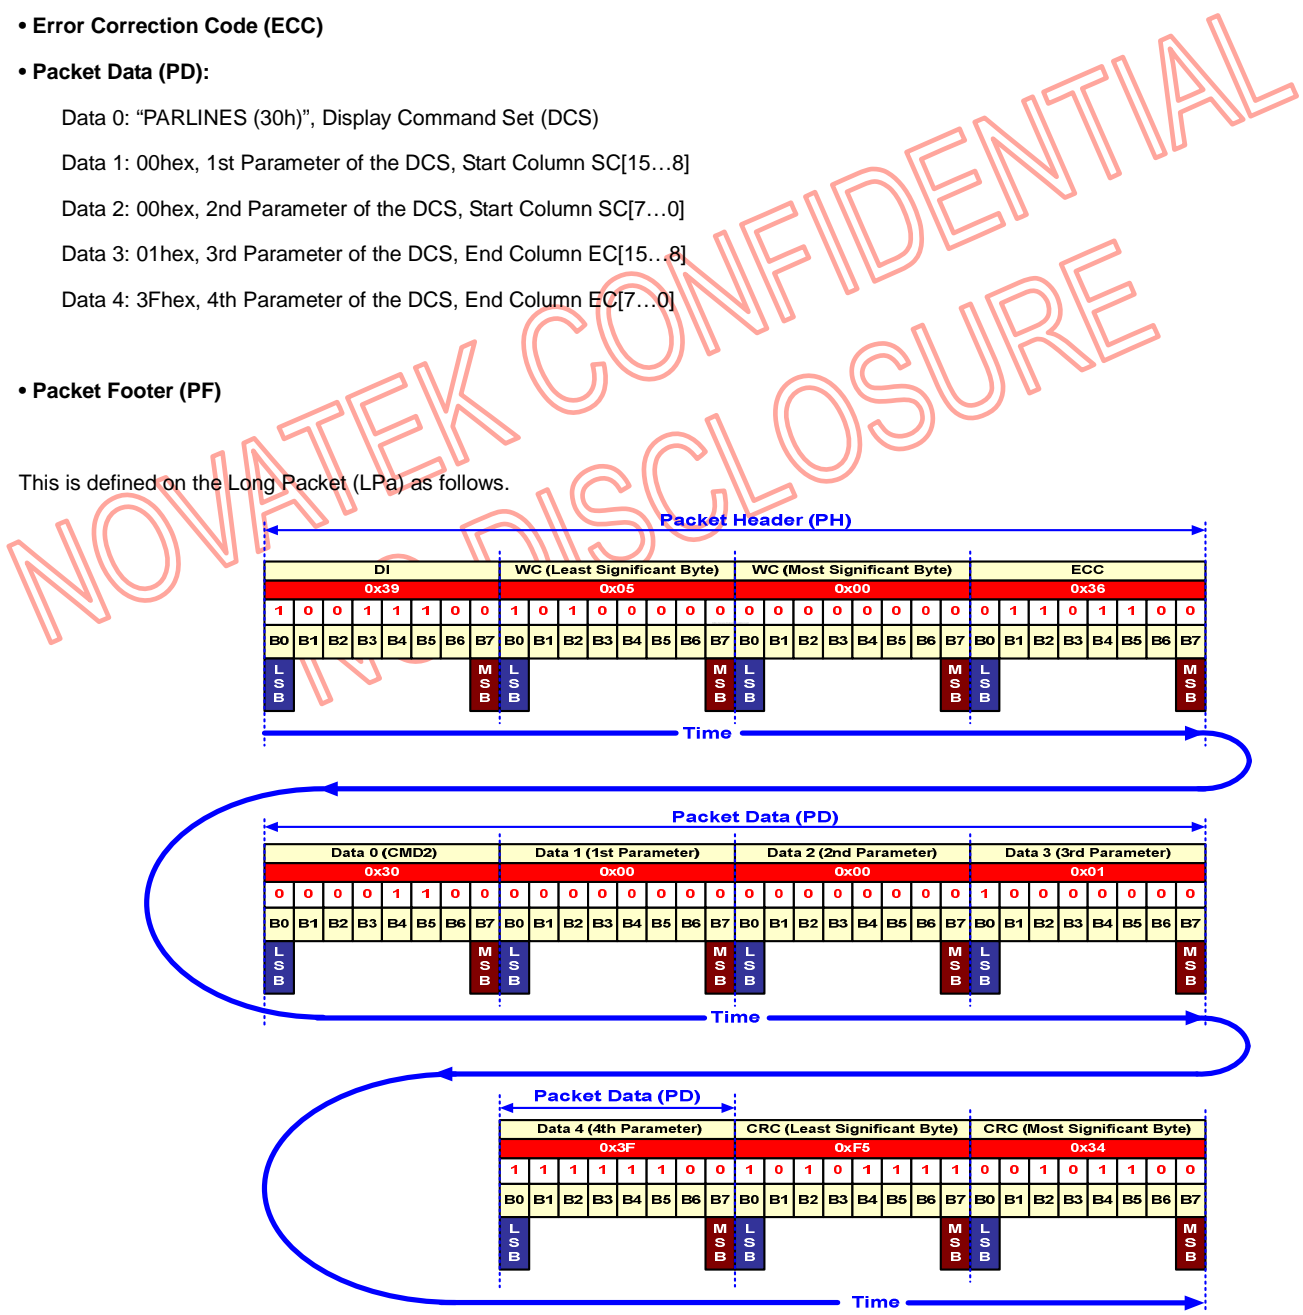 • Error Correction Code (ECC)
• Packet Data (PD):
Data 0: “PARLINES (30h)”, Display Command Set (DCS)
Data 1: 00hex, 1st Parameter of the DCS, Start Column SC[15…8]
Data 2: 00hex, 2nd Parameter of the DCS, Start Column SC[7…0]
Data 3: 01hex, 3rd Parameter of the DCS, End Column EC[15…8]
Data 4: 3Fhex, 4th Parameter of the DCS, End Column EC[7…0]
• Packet Footer (PF)
This is defined on the Long Packet (LPa) as follows.
NOVATEK CONFIDENTIAL
NO DISCLOSURE
Packet Header (PH)
DI WC (Least Significant Byte) WC (Most Significant Byte) ECC
0x39 0x05 0x00 0x36
1 0 0 1 1 1 0 0 1 0 1 0 0 0 0 0 0 0 0 0 0 0 0 0 0 1 1 0 1 1 0 0
B0 B1 B2 B3 B4 B5 B6 B7 B0 B1 B2 B3 B4 B5 B6 B7 B0 B1 B2 B3 B4 B5 B6 B7 B0 B1 B2 B3 B4 B5 B6 B7
LSB MSB LSB MSB LSB MSB LSB MSB
Time
Packet Data (PD)
Data 0 (CMD2) Data 1 (1st Parameter) Data 2 (2nd Parameter) Data 3 (3rd Parameter)
0x30 0x00 0x00 0x01
0 0 0 0 1 1 0 0 0 0 0 0 0 0 0 0 0 0 0 0 0 0 0 0 1 0 0 0 0 0 0 0
B0 B1 B2 B3 B4 B5 B6 B7 B0 B1 B2 B3 B4 B5 B6 B7 B0 B1 B2 B3 B4 B5 B6 B7 B0 B1 B2 B3 B4 B5 B6 B7
LSB MSB LSB MSB LSB MSB LSB MSB
Time
Packet Data (PD)
Data 4 (4th Parameter) CRC (Least Significant Byte) CRC (Most Significant Byte)
0x3F 0xF5 0x34
1 1 1 1 1 1 0 0 1 0 1 0 1 1 1 1 0 0 1 0 1 1 0 0
B0 B1 B2 B3 B4 B5 B6 B7 B0 B1 B2 B3 B4 B5 B6 B7 B0 B1 B2 B3 B4 B5 B6 B7
LSB MSB LSB MSB LSB MSB
Time